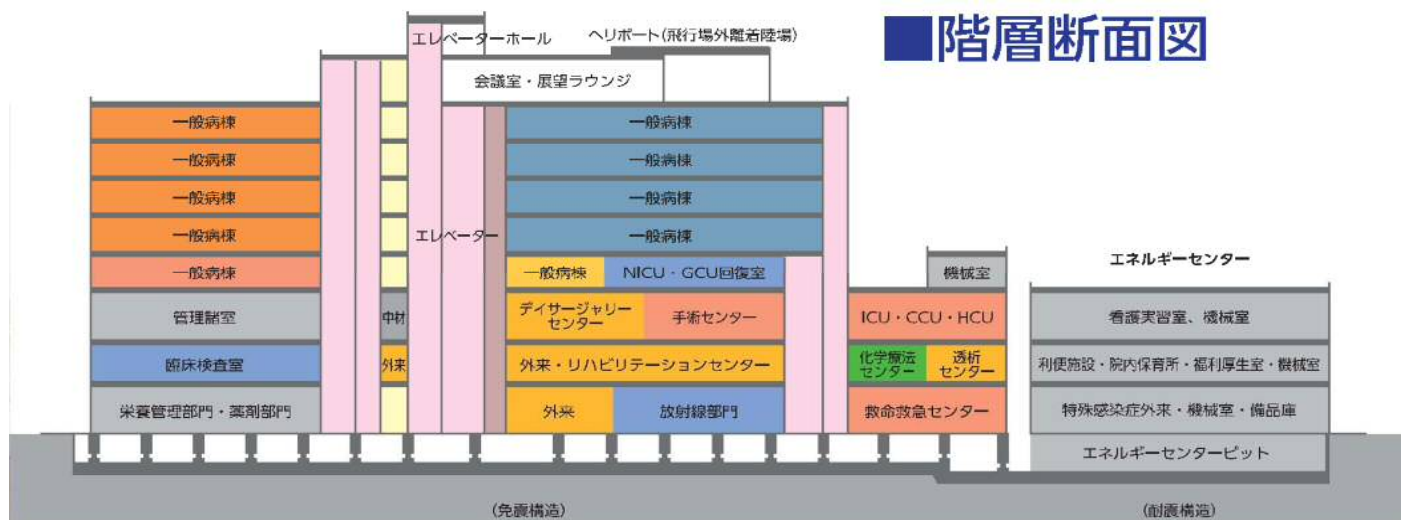 ■階層断面図
エレベーターホール
ヘリポート(飛行場外離着陸場)
会議室・展望ラウンジ
一般病棟
一般病棟
一般病棟
一般病棟
一般病棟
一般病棟
一般病棟
一般病棟
エレベーター
一般病棟
一般病棟
NICU・GCU回復室
機械室
エネルギーセンター
管理諸室
中材
デイサージャリー
センター
手術センター
ICU・CCU・HCU
看護実習室、機械室
臨床検査室
外来
外来・リハビリテーションセンター
化学療法
センター
透析
センター
利便施設・院内保育所・福利厚生室・機械室
栄養管理部門・薬剤部門
外来
放射線部門
救命救急センター
特殊感染症外来・機械室・備品庫
エネルギーセンターピット
(免震構造)
(耐震構造)